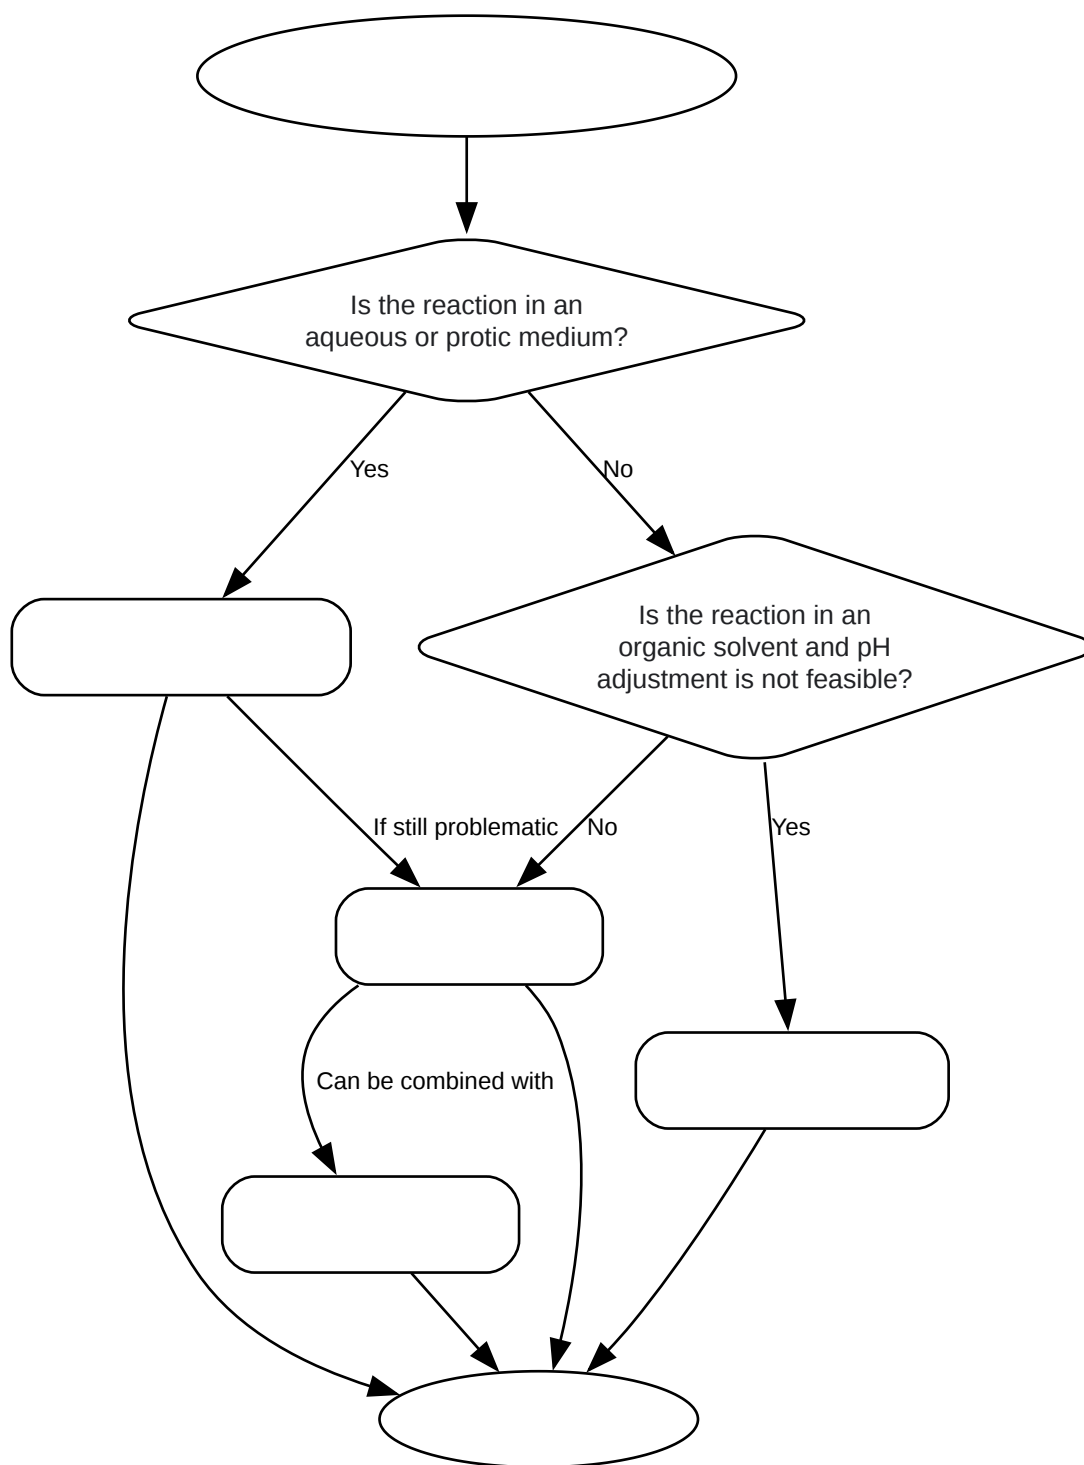 Is the reaction in an
aqueous or protic medium?
Yes
No
Is the reaction in an
organic solvent and pH
adjustment is not feasible?
If still problematic
No
Yes
Can be combined with